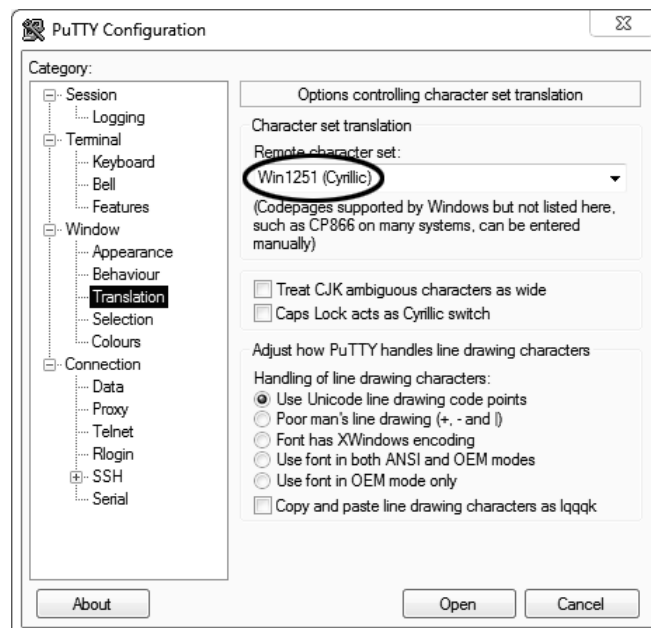 PuTTY Configuration
Category:
Session
Logging
Terminal
Keyboard
Bell
Features
Window
Appearance
Behaviour
Translation
Selection
Colours
Connection
Data
Proxy
Telnet
Rlogin
SSH
Serial
Options controlling character set translation
Character set translation
Remote character set:
Win1251 (Cyrillic)
(Codepages supported by Windows but not listed here,
such as CP866 on many systems, can be entered
manually)
Treat CJK ambiguous characters as wide
Caps Lock acts as Cyrillic switch
Adjust how PuTTY handles line drawing characters
Handling of line drawing characters:
Use Unicode line drawing code points
Poor man's line drawing (+, - and |)
Font has XWindows encoding
Use font in both ANSI and OEM modes
Use font in OEM mode only
Copy and paste line drawing characters as lqqqk
About
Open
Cancel